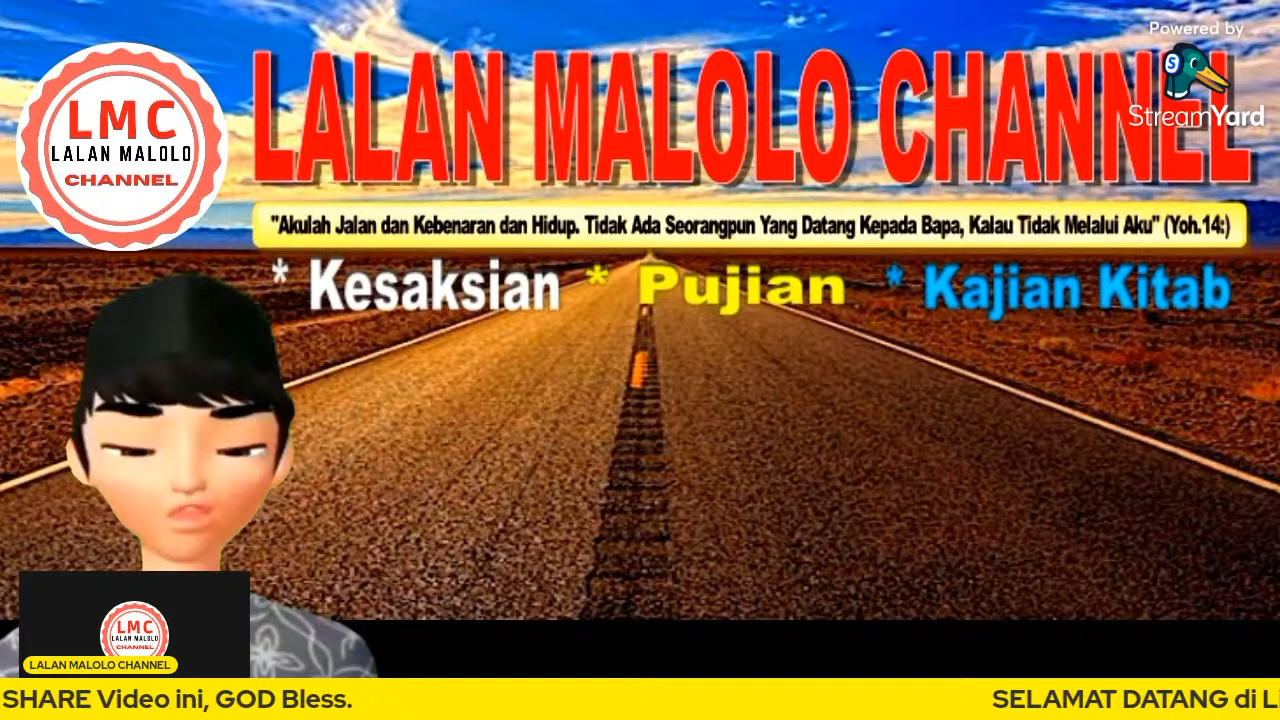 Powered by
StreamYard
LMC
LALAN MALOLO
CHANNEL
LALAN MALOLO CHANNEL
"Akulah Jalan dan Kebenaran dan Hidup. Tidak Ada Seorangpun Yang Datang Kepada Bapa, Kalau Tidak Melalui Aku" (Yoh.14:)
* Kesaksian * Pujian * Kajian Kitab
LMC
LALAN MALOLO
CHANNEL
LALAN MALOLO CHANNEL
SHARE Video ini, GOD Bless. SELAMAT DATANG di Li